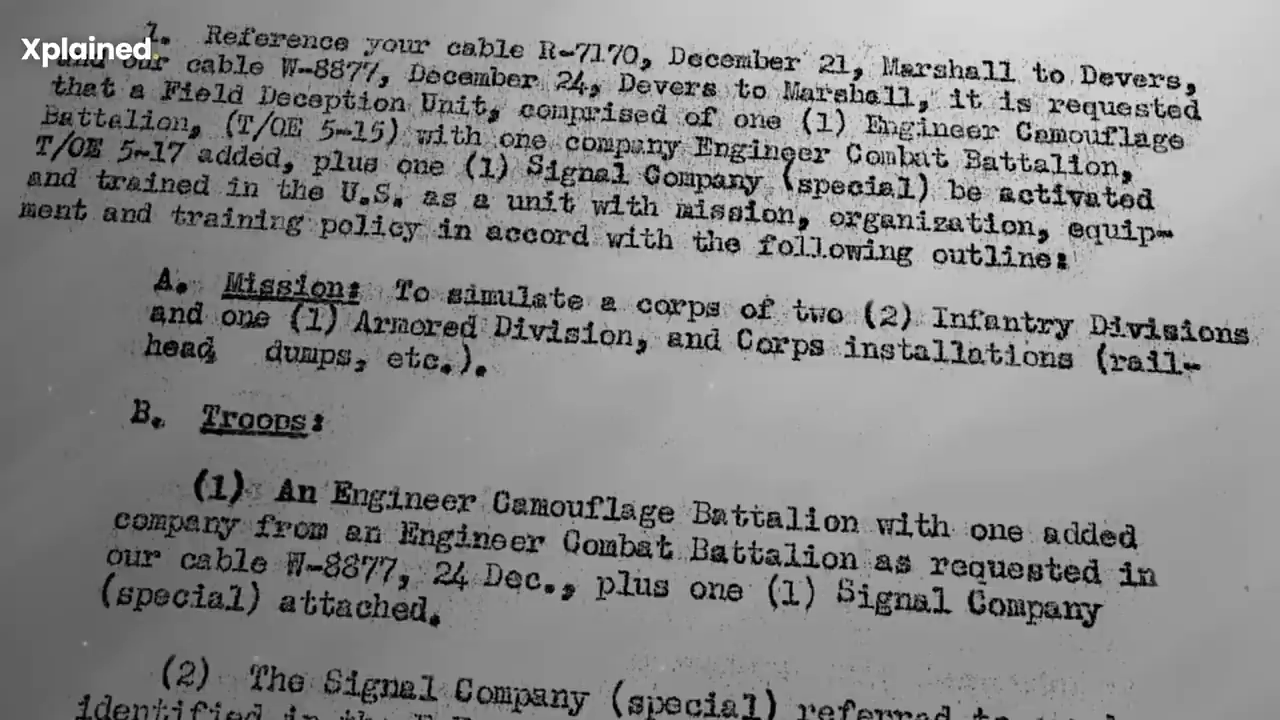 Xplained.
1. Reference your cable R-7170, December 21, Marshall to Devers,
and our cable W-8877, December 24, Devers to Marshall, it is requested
that a Field Deception Unit, comprised of one (1) Engineer Camouflage
Battalion, (T/OE 5-15) with one company Engineer Combat Battalion,
T/OE 5-17 added, plus one (1) Signal Company (special) be activated
and trained in the U.S. as a unit with mission, organization, equip-
ment and training policy in accord with the following outline:
A. Mission: To simulate a corps of two (2) Infantry Divisions
and one (1) Armored Division, and Corps installations (rail-
head, dumps, etc.).
B. Troops:
(1) An Engineer Camouflage Battalion with one added
company from an Engineer Combat Battalion as requested in
our cable W-8877, 24 Dec., plus one (1) Signal Company
(special) attached.
(2) The Signal Company (special) referred to
identified in the